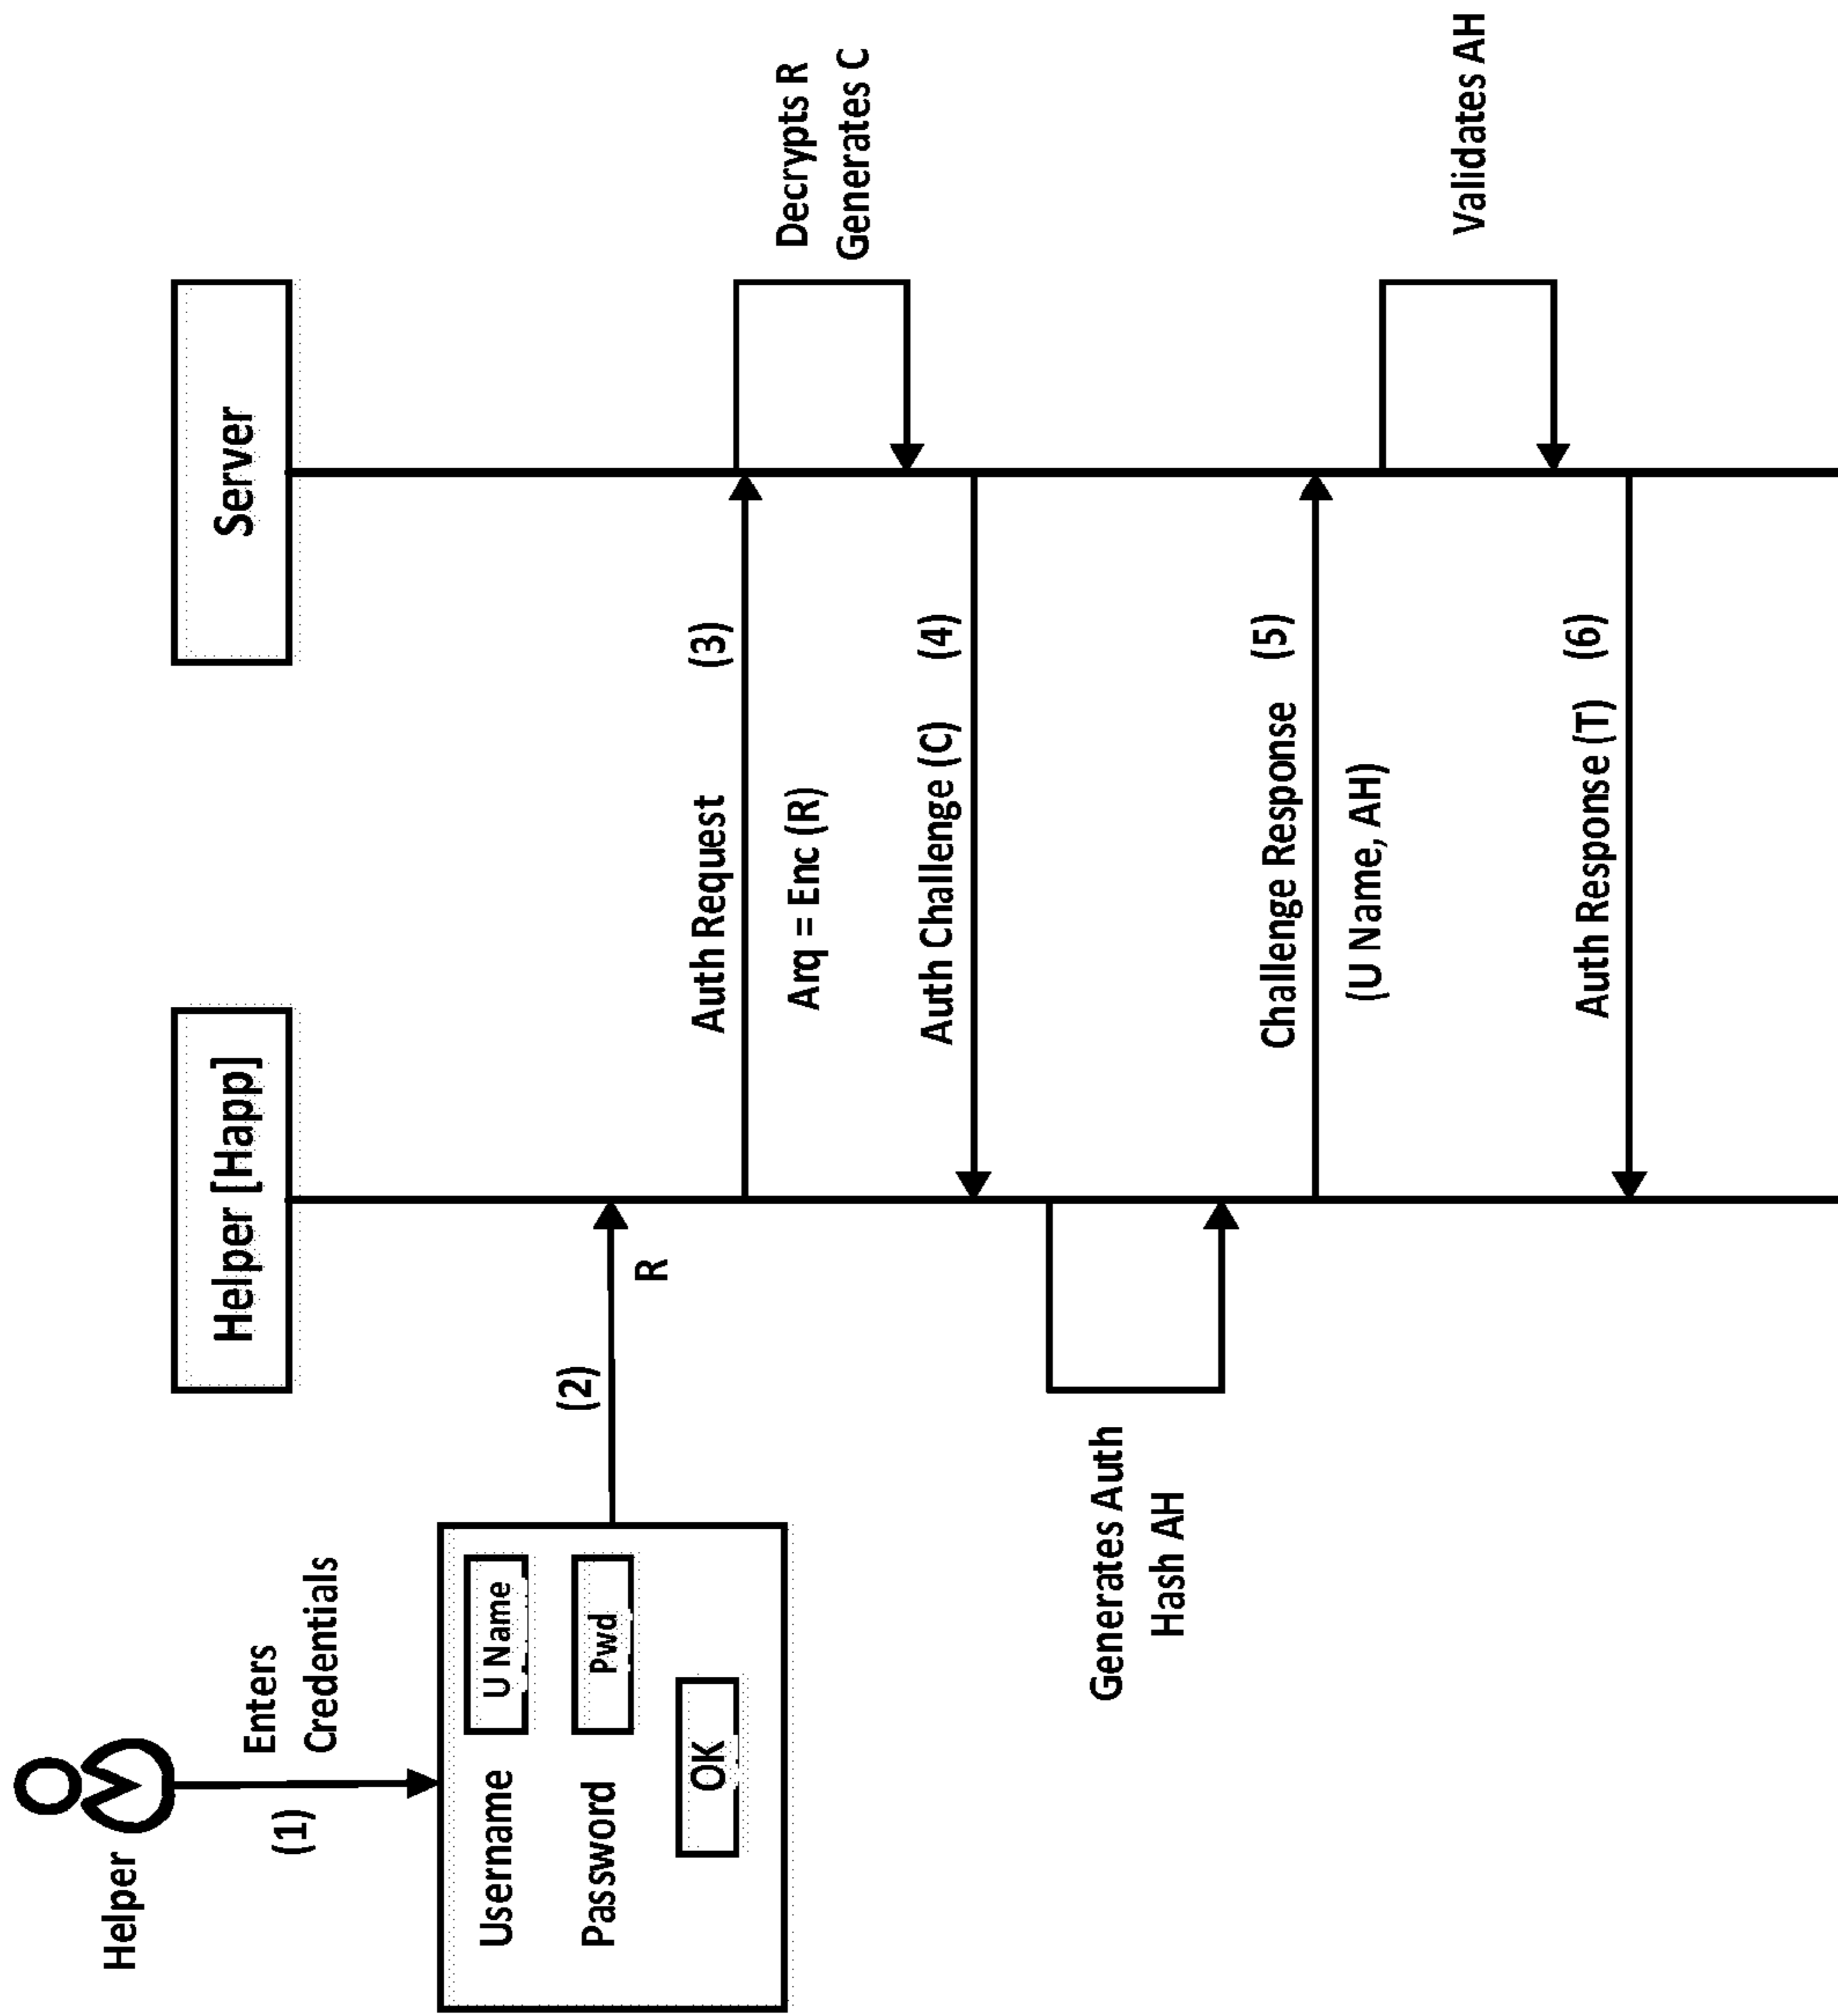 Helper
(1)
Enters
Credentials
Username
U Name
Password
Pwd
OK
Helper [Happ]
Server
(2)
R
Auth Request
(3)
Arq = Enc (R)
Decrypts R
Generates C
Auth Challenge (C)
(4)
Generates Auth
Hash AH
Challenge Response
(5)
(U Name, AH)
Validates AH
Auth Response (T)
(6)